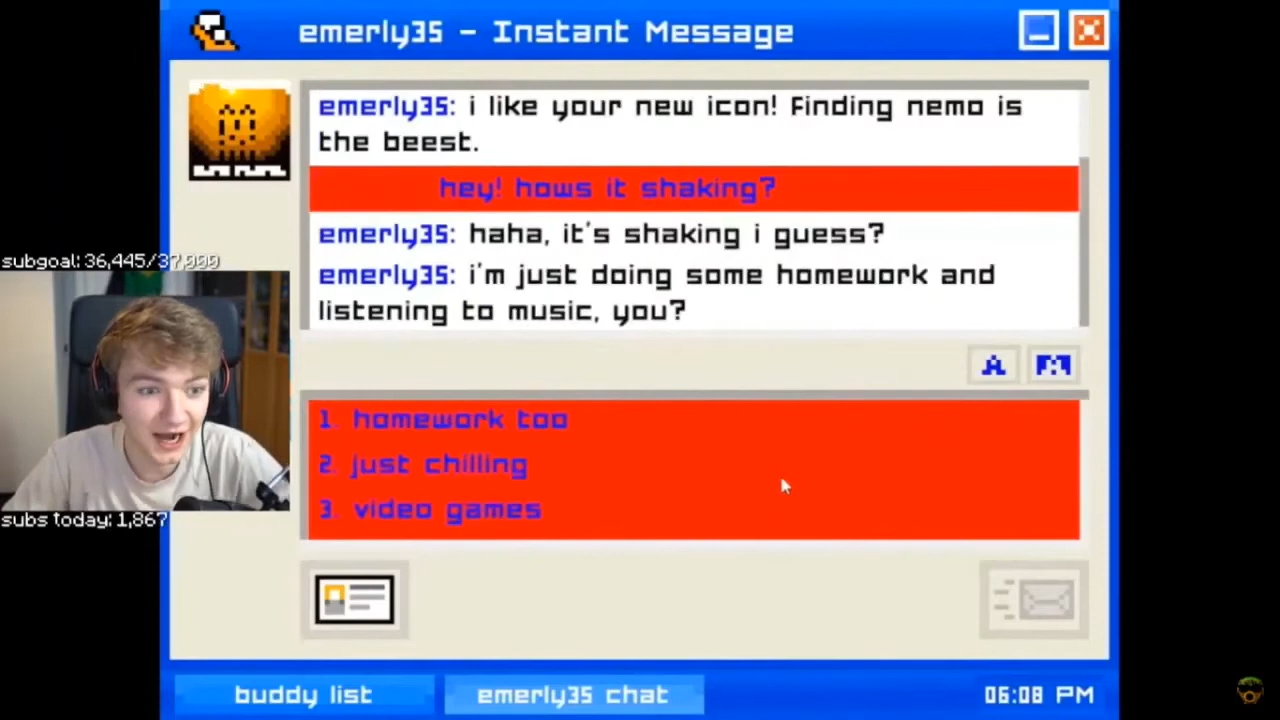 emerly35 - Instant Message
emerly35: i like your new icon! Finding nemo is
the beest.
hey! hows it shaking?
emerly35: haha, it's shaking i guess?
emerly35: i'm just doing some homework and
listening to music, you?
subgoal: 36,445/37,000
A
1. homework too
2. just chilling
3. video games
subs today: 1,867
buddy list
emerly35 chat
06:08 PM